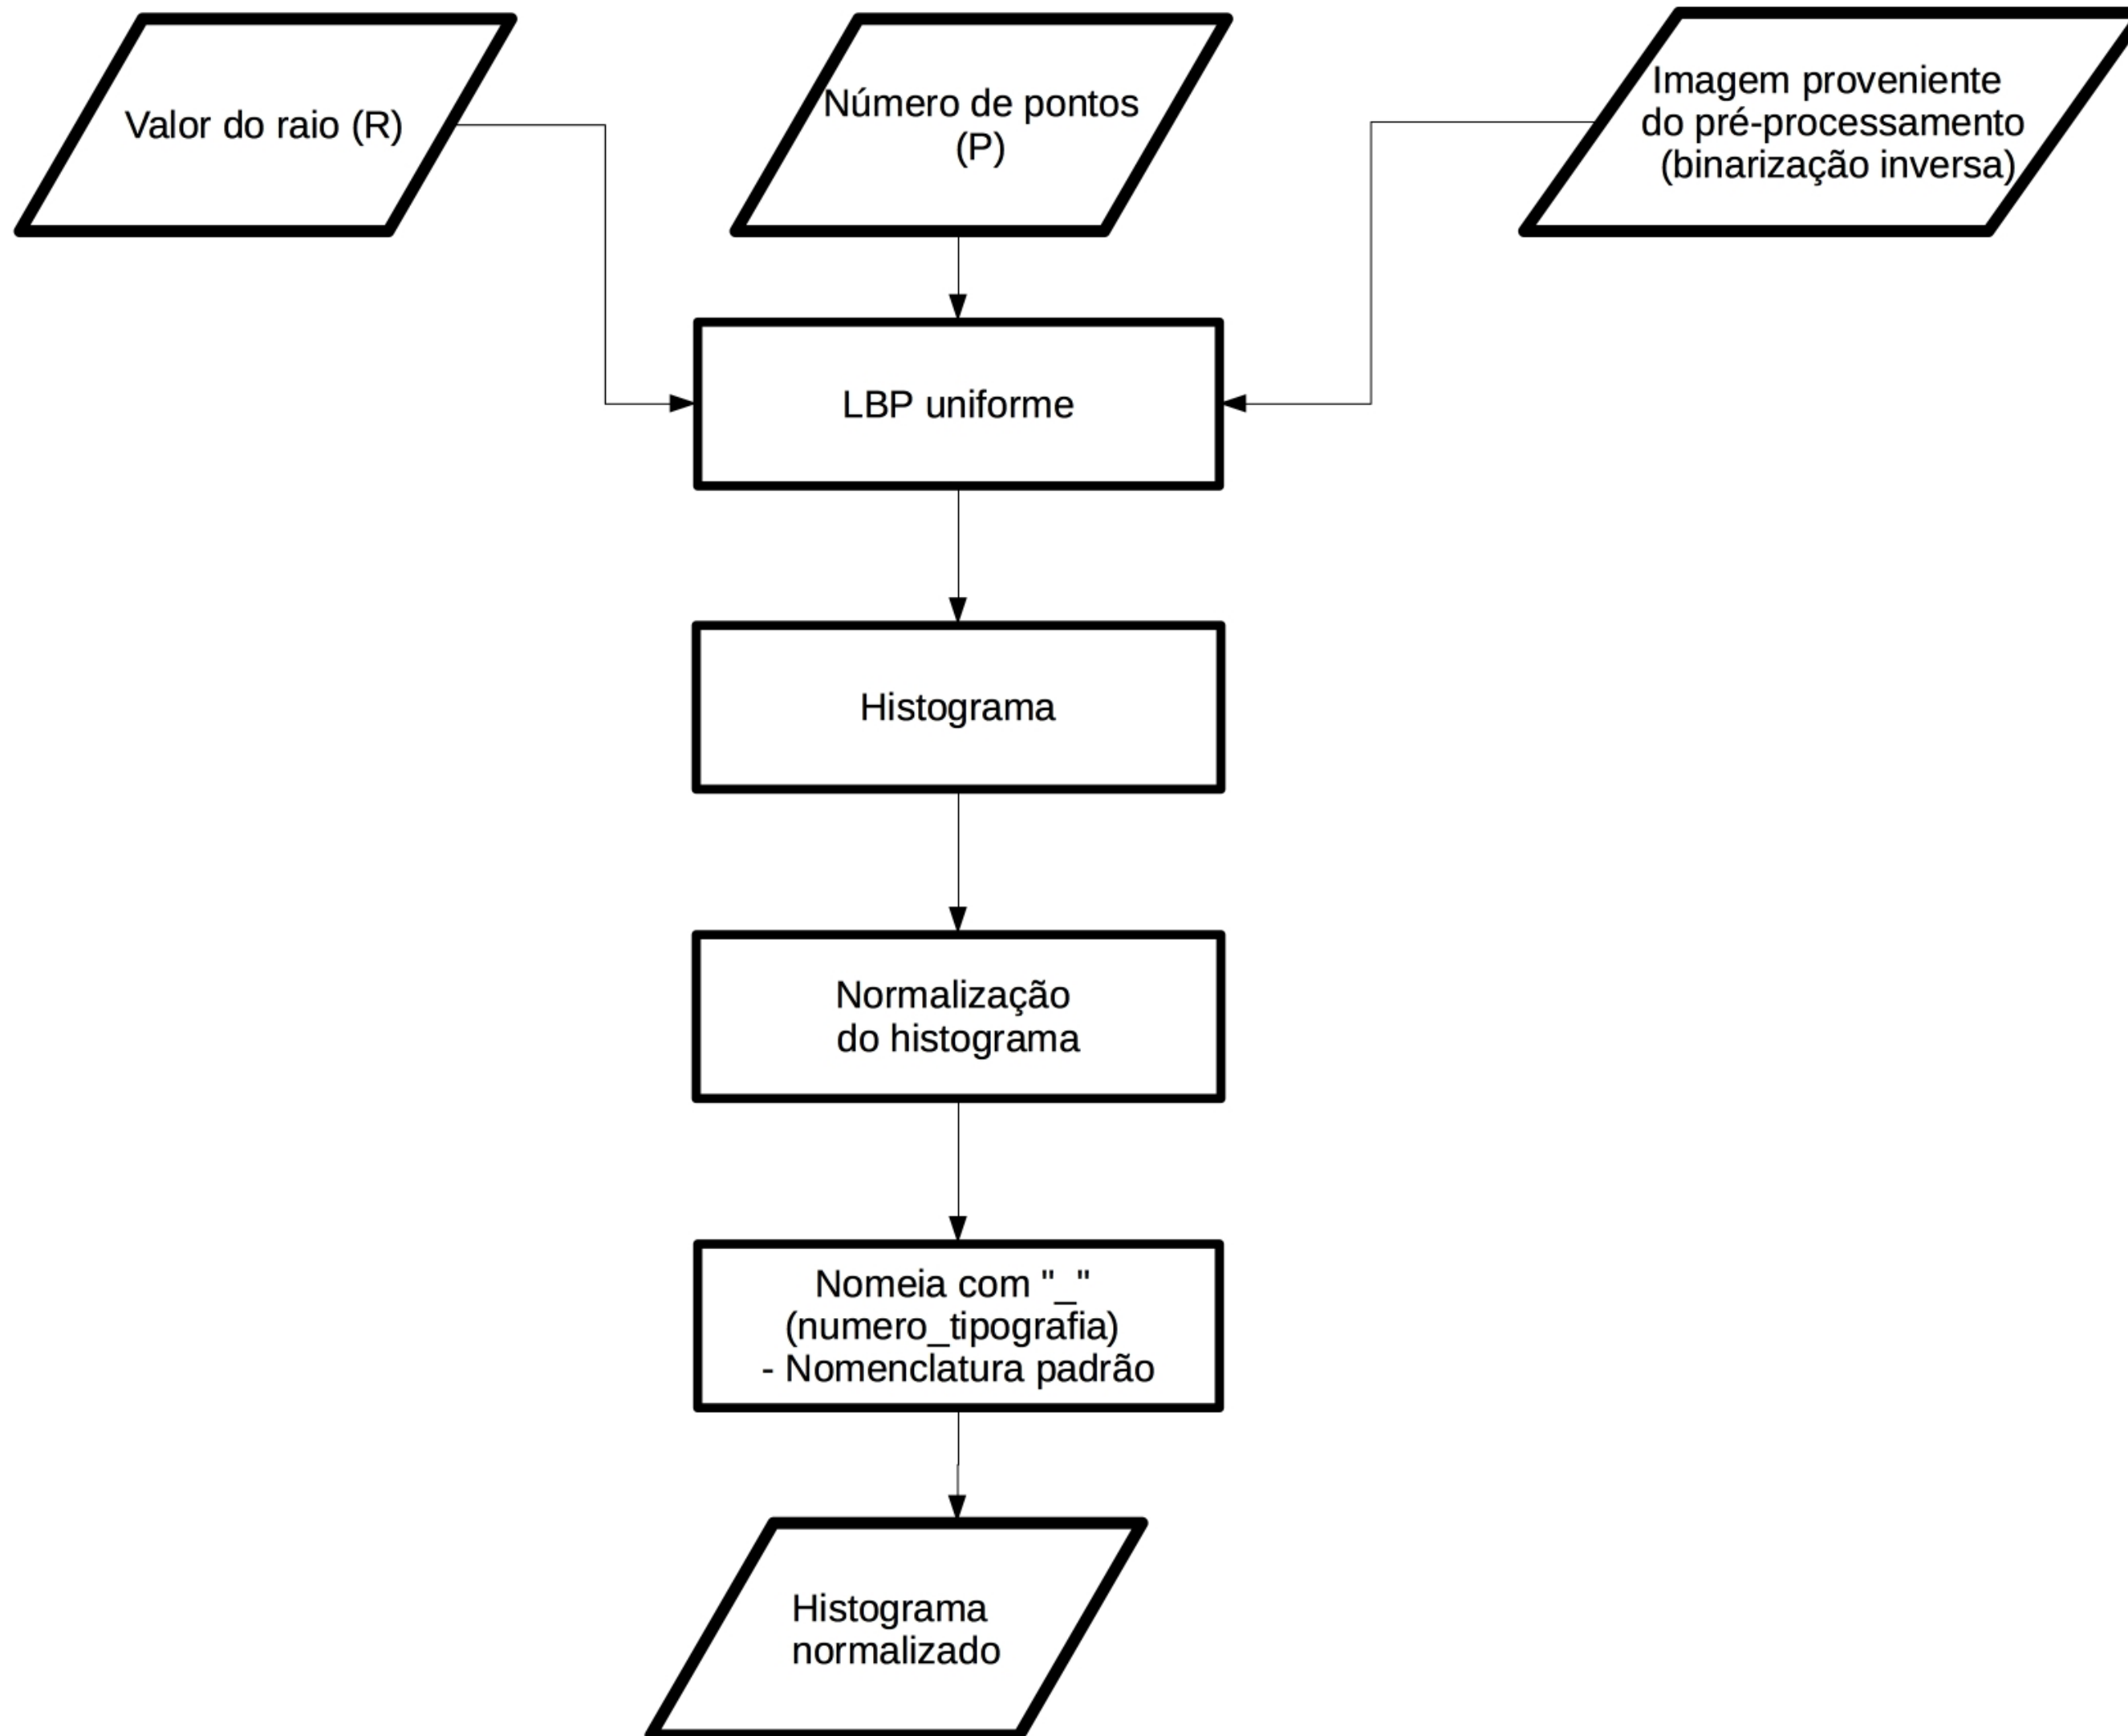 Valor do raio (R)
Número de pontos
(P)
Imagem proveniente
do pré-processamento
(binarização inversa)
LBP uniforme
Histograma
Normalização
do histograma
Nomeia com "_"
(numero_tipografia)
- Nomenclatura padrão
Histograma
normalizado